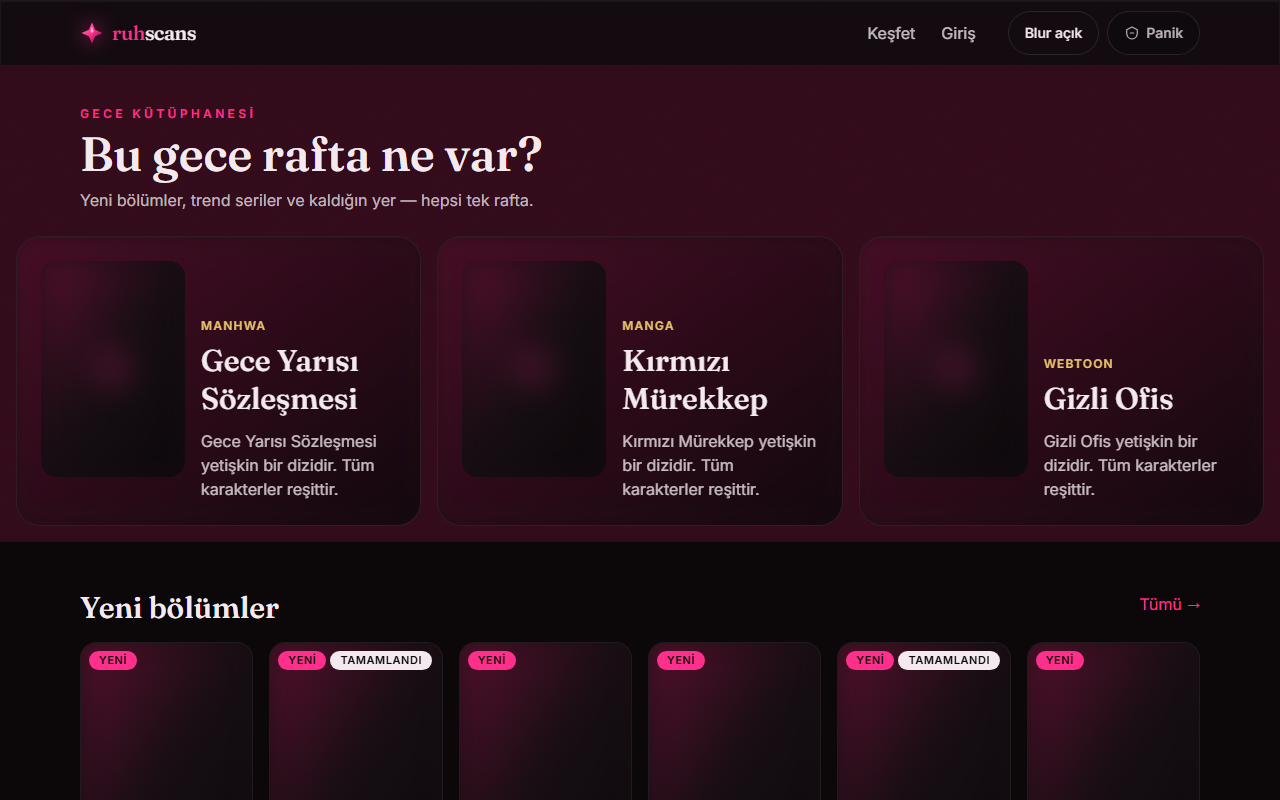 ruhscans
Keşfet
Giriş
Blur açık
Panik
GECE KÜTÜPHANESİ
Bu gece rafta ne var?
Yeni bölümler, trend seriler ve kaldığın yer — hepsi tek rafta.
MANHWA
Gece Yarısı
Sözleşmesi
Gece Yarısı Sözleşmesi
yetişkin bir dizidir. Tüm
karakterler reşittir.
MANGA
Kırmızı
Mürekkep
Kırmızı Mürekkep yetişkin
bir dizidir. Tüm
karakterler reşittir.
WEBTOON
Gizli Ofis
Gizli Ofis yetişkin bir
dizidir. Tüm karakterler
reşittir.
Yeni bölümler
Tümü →
YENİ
YENİ TAMAMLANDI
YENİ
YENİ
YENİ TAMAMLANDI
YENİ